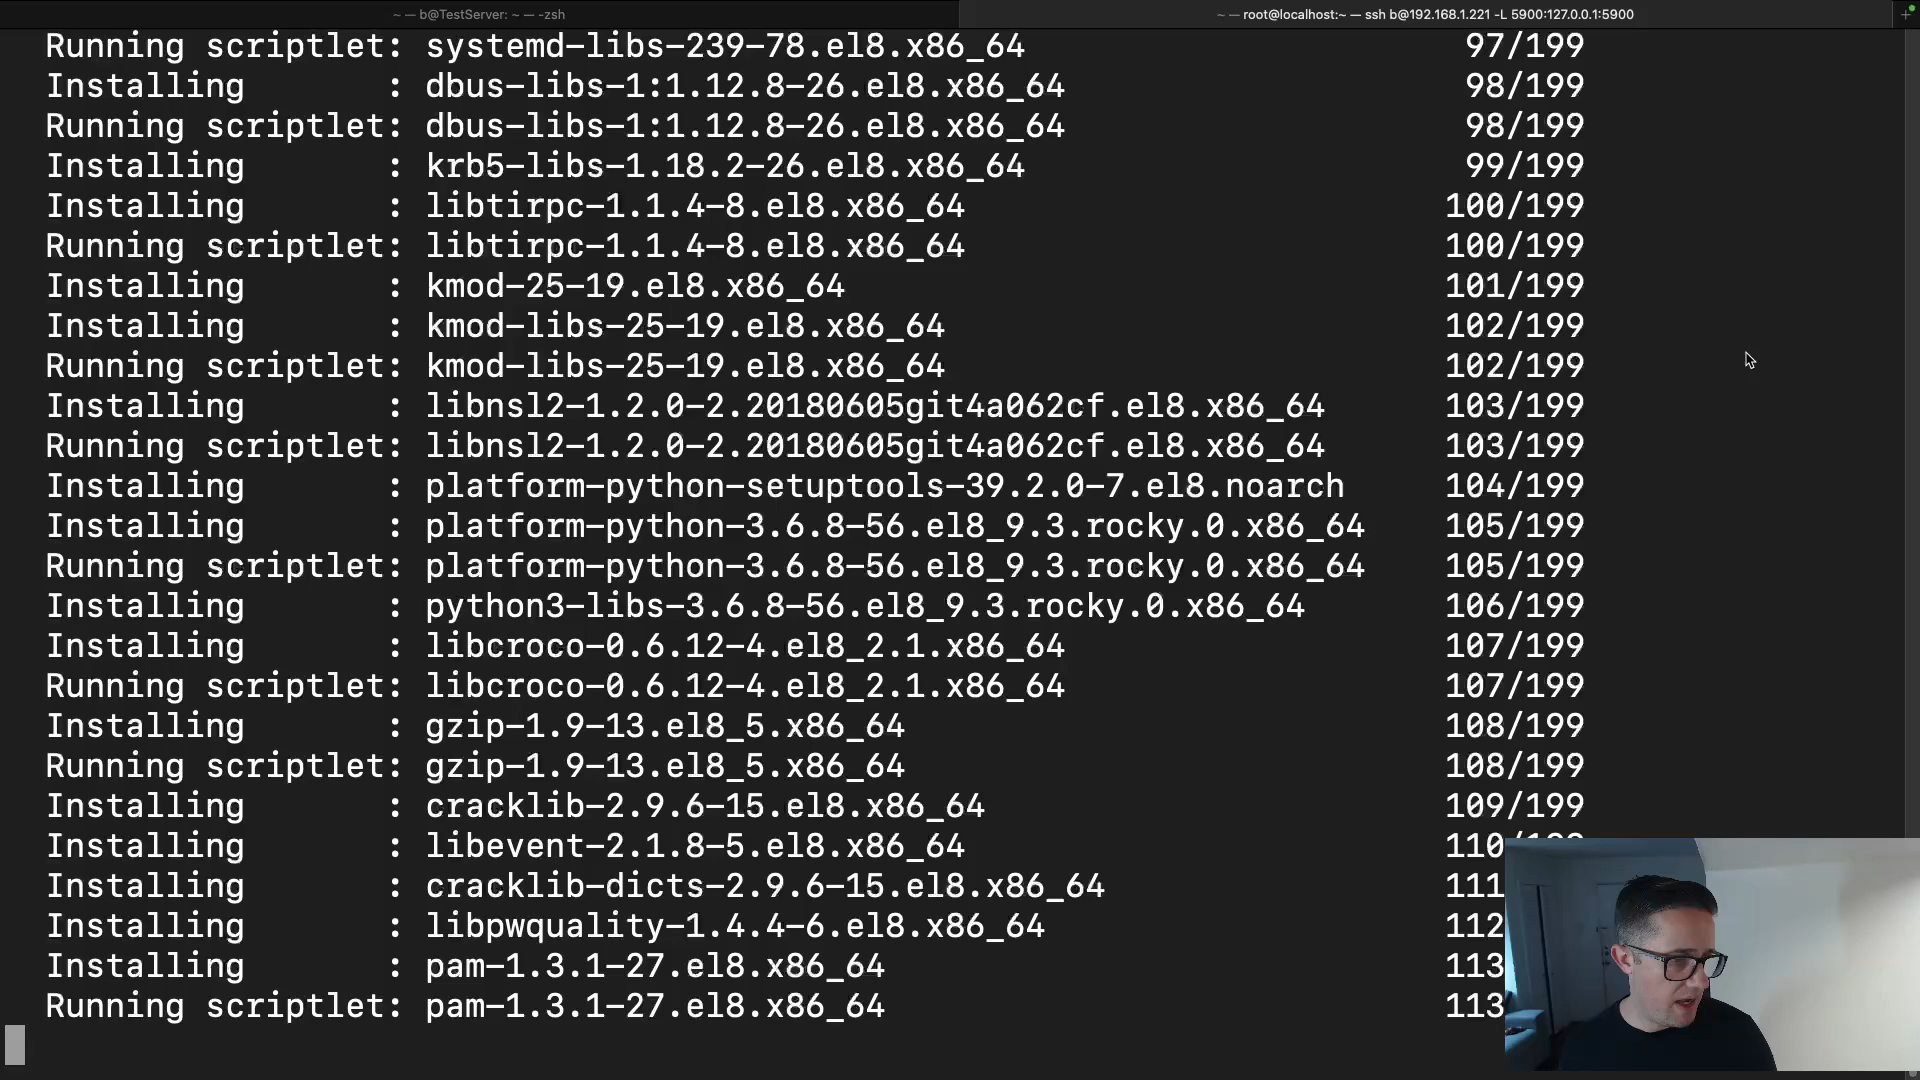 ~ — b@TestServer: ~ — -zsh
~ — root@localhost:~ — ssh b@192.168.1.221 -L 5900:127.0.0.1:5900
Running scriptlet: systemd-libs-239-78.el8.x86_64 97/199
Installing : dbus-libs-1:1.12.8-26.el8.x86_64 98/199
Running scriptlet: dbus-libs-1:1.12.8-26.el8.x86_64 98/199
Installing : krb5-libs-1.18.2-26.el8.x86_64 99/199
Installing : libtirpc-1.1.4-8.el8.x86_64 100/199
Running scriptlet: libtirpc-1.1.4-8.el8.x86_64 100/199
Installing : kmod-25-19.el8.x86_64 101/199
Installing : kmod-libs-25-19.el8.x86_64 102/199
Running scriptlet: kmod-libs-25-19.el8.x86_64 102/199
Installing : libnsl2-1.2.0-2.20180605git4a062cf.el8.x86_64 103/199
Running scriptlet: libnsl2-1.2.0-2.20180605git4a062cf.el8.x86_64 103/199
Installing : platform-python-setuptools-39.2.0-7.el8.noarch 104/199
Installing : platform-python-3.6.8-56.el8_9.3.rocky.0.x86_64 105/199
Running scriptlet: platform-python-3.6.8-56.el8_9.3.rocky.0.x86_64 105/199
Installing : python3-libs-3.6.8-56.el8_9.3.rocky.0.x86_64 106/199
Installing : libcroco-0.6.12-4.el8_2.1.x86_64 107/199
Running scriptlet: libcroco-0.6.12-4.el8_2.1.x86_64 107/199
Installing : gzip-1.9-13.el8_5.x86_64 108/199
Running scriptlet: gzip-1.9-13.el8_5.x86_64 108/199
Installing : cracklib-2.9.6-15.el8.x86_64 109/199
Installing : libevent-2.1.8-5.el8.x86_64 110
Installing : cracklib-dicts-2.9.6-15.el8.x86_64 111
Installing : libpwquality-1.4.4-6.el8.x86_64 112
Installing : pam-1.3.1-27.el8.x86_64 113
Running scriptlet: pam-1.3.1-27.el8.x86_64 113